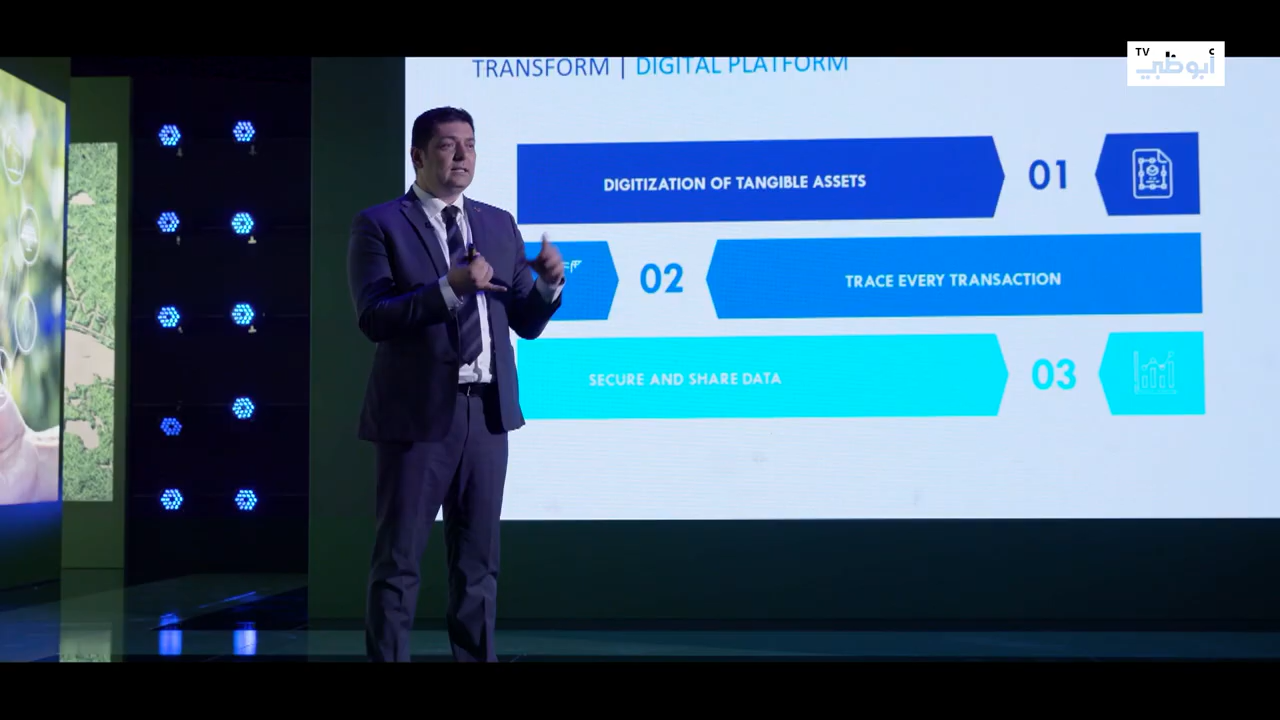 TV
أبوظبي
TRANSFORM | DIGITAL PLATFORM
DIGITIZATION OF TANGIBLE ASSETS
01
02
TRACE EVERY TRANSACTION
SECURE AND SHARE DATA
03